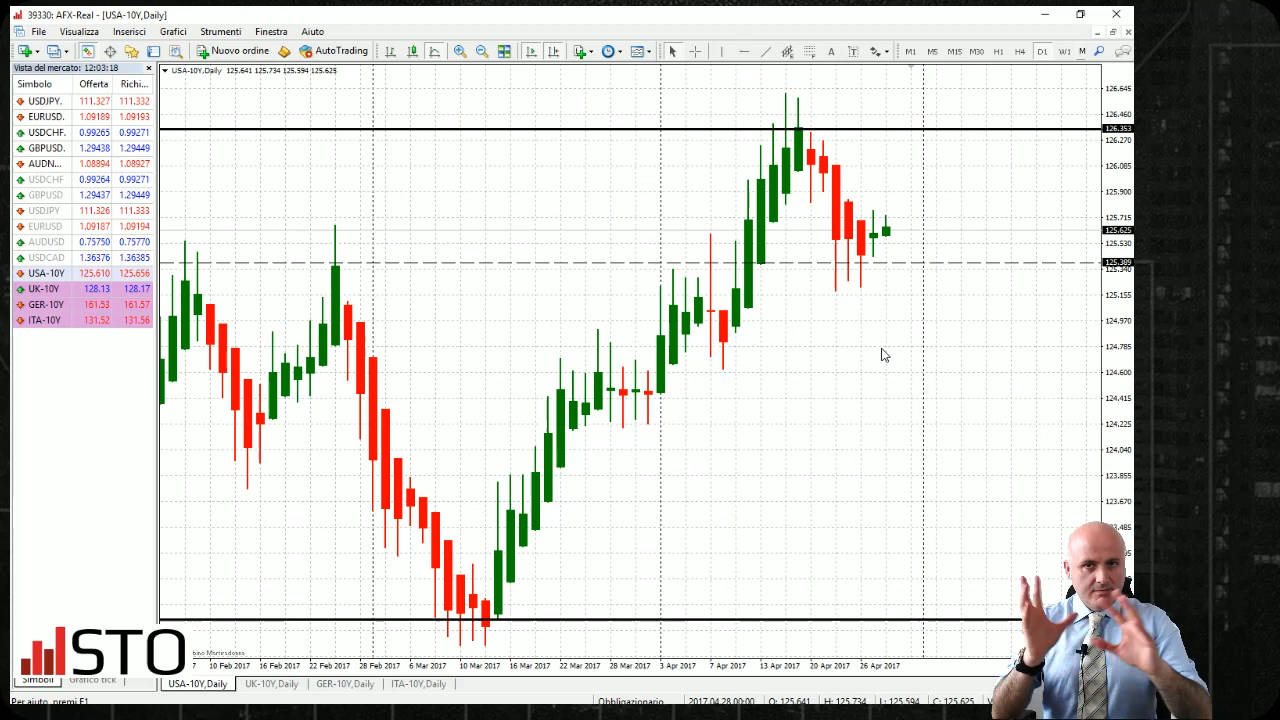 39330: AFX-Real - [USA-10Y,Daily]
File Visualizza Inserisci Grafici Strumenti Finestra Aiuto
Nuovo ordine AutoTrading A T M1 M5 M15 M30 H1 H4 D1 W1 M
Vista del mercato: 12:03:18
Simbolo Offerta Richi...
USDJPY. 111.327 111.332
EURUSD. 1.09189 1.09193
USDCHF. 0.99265 0.99271
GBPUSD. 1.29438 1.29449
AUDN... 1.08894 1.08927
USDCHF 0.99264 0.99271
GBPUSD 1.29437 1.29449
USDJPY 111.326 111.333
EURUSD 1.09187 1.09194
AUDUSD 0.75750 0.75770
USDCAD 1.36376 1.36385
USA-10Y 125.610 125.656
UK-10Y 128.13 128.17
GER-10Y 161.53 161.57
ITA-10Y 131.52 131.56
USA-10Y,Daily 125.641 125.734 125.594 125.625
126.645
126.460
126.353
126.270
126.085
125.900
125.715
125.625
125.530
125.389
125.340
125.155
124.970
124.785
124.600
124.415
124.225
124.040
123.855
123.670
123.485
STO
Simboli Grafico tick
7 10 Feb 2017 16 Feb 2017 22 Feb 2017 28 Feb 2017 6 Mar 2017 10 Mar 2017 16 Mar 2017 22 Mar 2017 28 Mar 2017 3 Apr 2017 7 Apr 2017 13 Apr 2017 20 Apr 2017 26 Apr 2017
USA-10Y,Daily UK-10Y,Daily GER-10Y,Daily ITA-10Y,Daily
Per aiuto, premi F1 Obbligazionario 2017.04.28 00:00 O: 125.641 H: 125.734 L: 125.594 C: 125.625